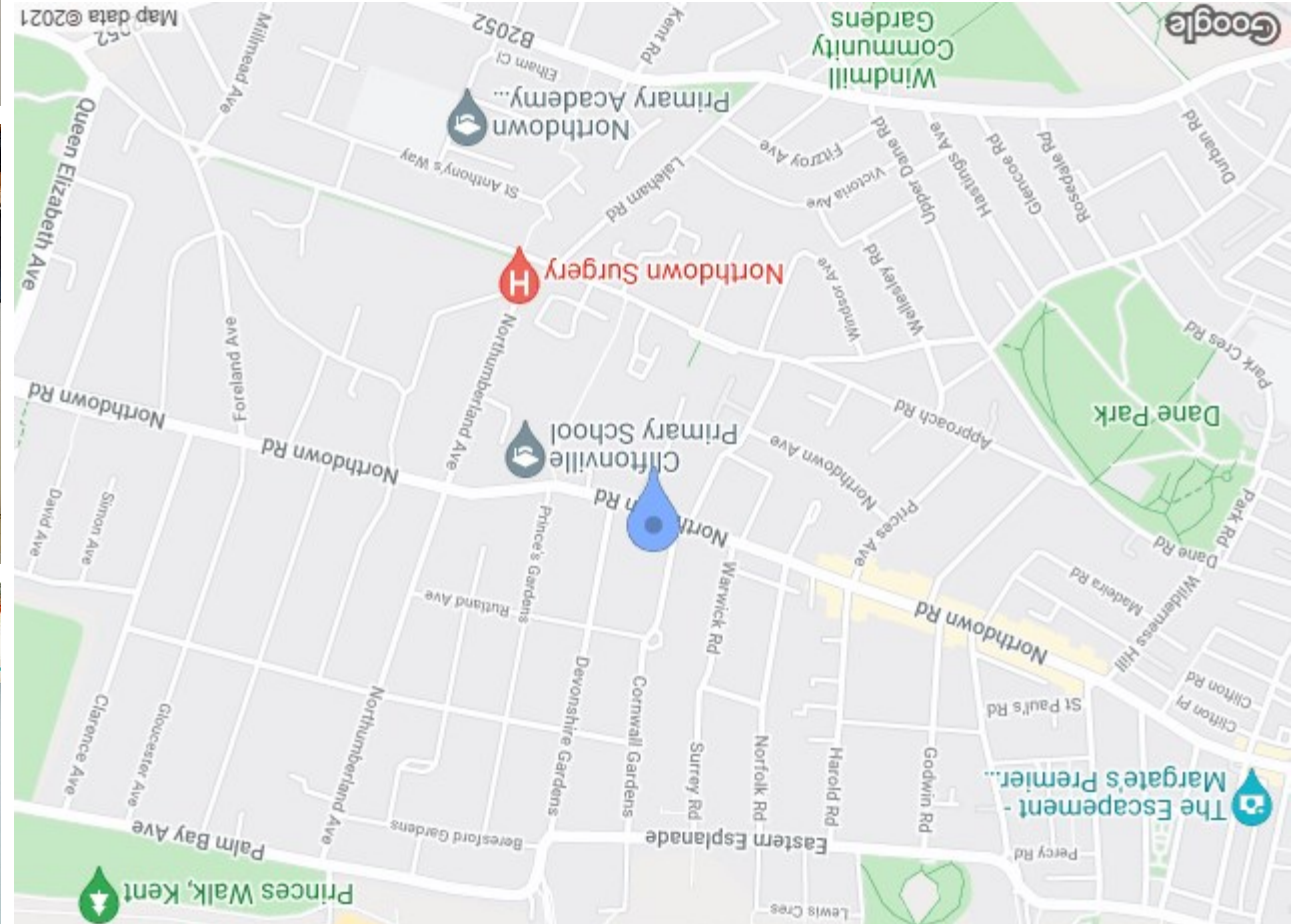 Google
Map data ©2021
Lewis Cres
Princes Walk, Kent
Percy Rd
Eastern Esplanade
Palm Bay Ave
Beresford Gardens
The Escapement -
Margate's Premier...
Godwin Rd
Harold Rd
Norfolk Rd
Surrey Rd
Cornwall Gardens
Devonshire Gardens
Northumberland Ave
Gloucester Ave
Clarence Ave
Clifton Pl
Clifton Rd
St Paul's Rd
Wilderness Hill
Northdown Rd
Madeira Rd
Warwick Rd
Rutland Ave
Prince's Gardens
Simon Ave
David Ave
Dane Rd
Park Rd
Prices Ave
Northdown Ave
Cliftonville
Primary School
Northdown Rd
Northdown Rd
Dane Park
Approach Rd
Northumberland Ave
Foreland Ave
Park Cres Rd
Wellesley Rd
Windsor Ave
Northdown Surgery
Queen Elizabeth Ave
Durban Rd
Rosedale Rd
Glencoe Rd
Hastings Ave
Upper Dane Rd
Victoria Ave
Fitzroy Ave
Laleham Rd
St Anthony's Way
Northdown
Primary Academy...
Windmill
Community
Gardens
Kent Rd
Elham Cl
B2052
Millmead Ave
B2052